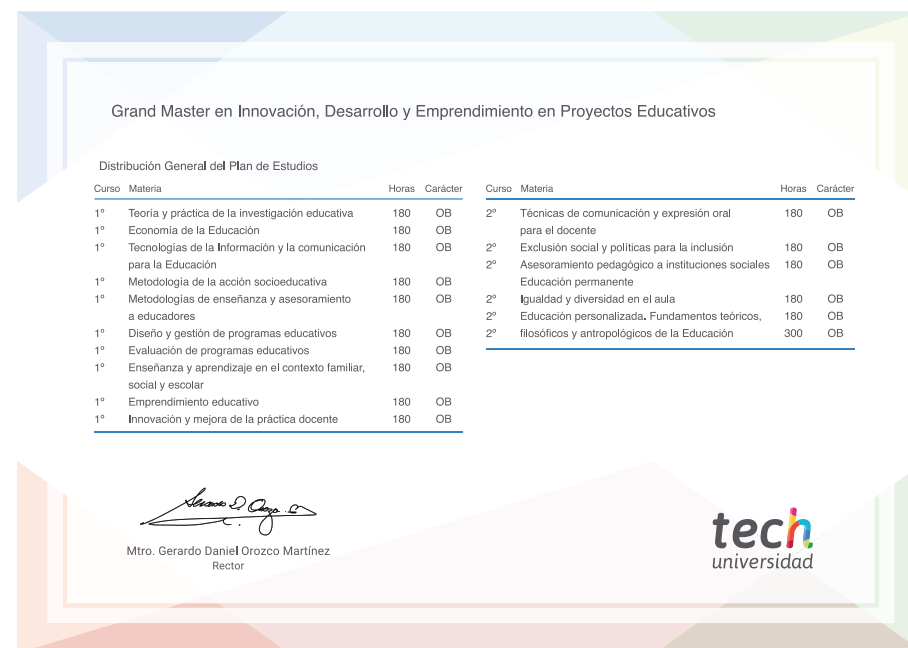 Grand Master en Innovación, Desarrollo y Emprendimiento en Proyectos Educativos
Distribución General del Plan de Estudios
Curso Materia Horas Carácter
1º Teoría y práctica de la investigación educativa 180 OB
1º Economía de la Educación 180 OB
1º Tecnologías de la Información y la comunicación 180 OB
para la Educación
1º Metodología de la acción socioeducativa 180 OB
1º Metodologías de enseñanza y asesoramiento 180 OB
a educadores
1º Diseño y gestión de programas educativos 180 OB
1º Evaluación de programas educativos 180 OB
1º Enseñanza y aprendizaje en el contexto familiar, 180 OB
social y escolar
1º Emprendimiento educativo 180 OB
1º Innovación y mejora de la práctica docente 180 OB
Curso Materia Horas Carácter
2º Técnicas de comunicación y expresión oral 180 OB
para el docente
2º Exclusión social y políticas para la inclusión 180 OB
2º Asesoramiento pedagógico a instituciones sociales 180 OB
Educación permanente
2º Igualdad y diversidad en el aula 180 OB
2º Educación personalizada. Fundamentos teóricos, 180 OB
2º filosóficos y antropológicos de la Educación 300 OB
Mtro. Gerardo Daniel Orozco Martínez
Rector
tech
universidad